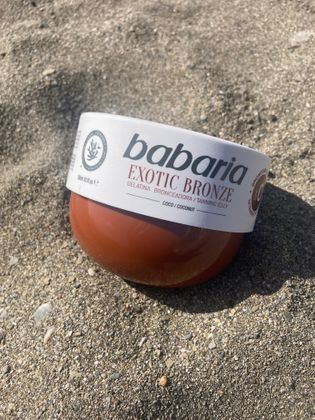 babaria
EXOTIC BRONZE
GELATINA BRONCEADORA / TANNING JELLY
COCO / COCONUT